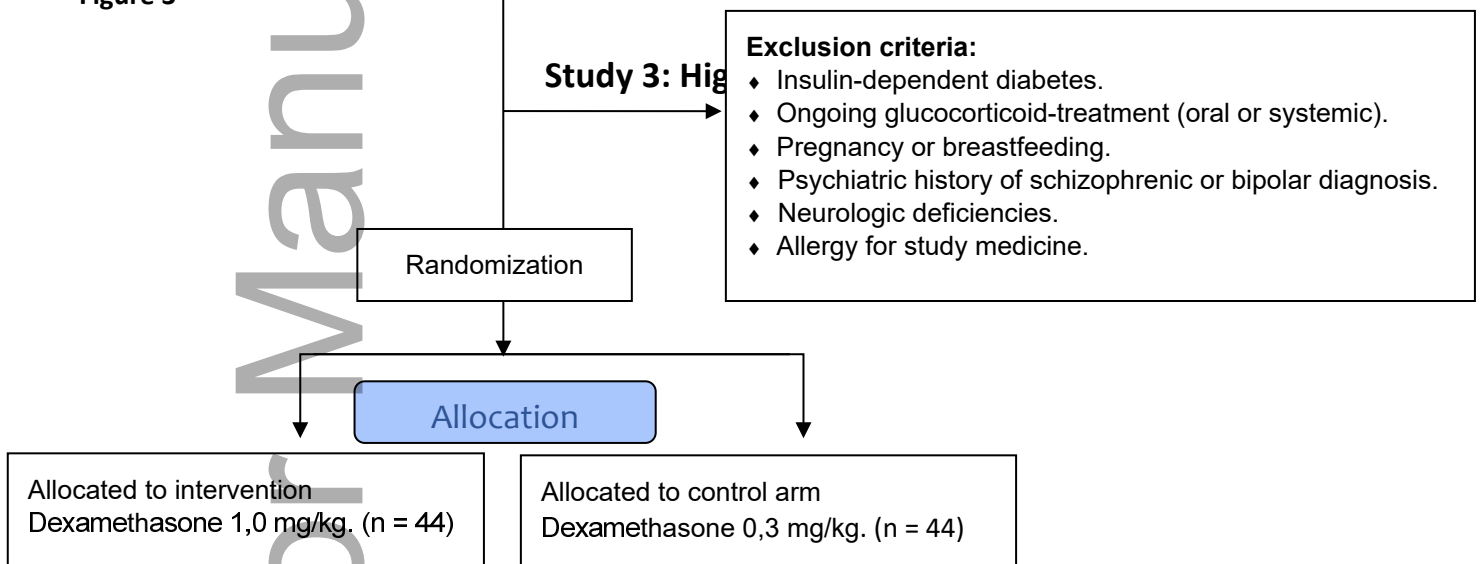 Study 3: Hig
Exclusion criteria:
♦ Insulin-dependent diabetes.
♦ Ongoing glucocorticoid-treatment (oral or systemic).
♦ Pregnancy or breastfeeding.
♦ Psychiatric history of schizophrenic or bipolar diagnosis.
♦ Neurologic deficiencies.
♦ Allergy for study medicine.
Randomization
Allocation
Allocated to intervention
Dexamethasone 1,0 mg/kg. (n = 44)
Allocated to control arm
Dexamethasone 0,3 mg/kg. (n = 44)
or Manu